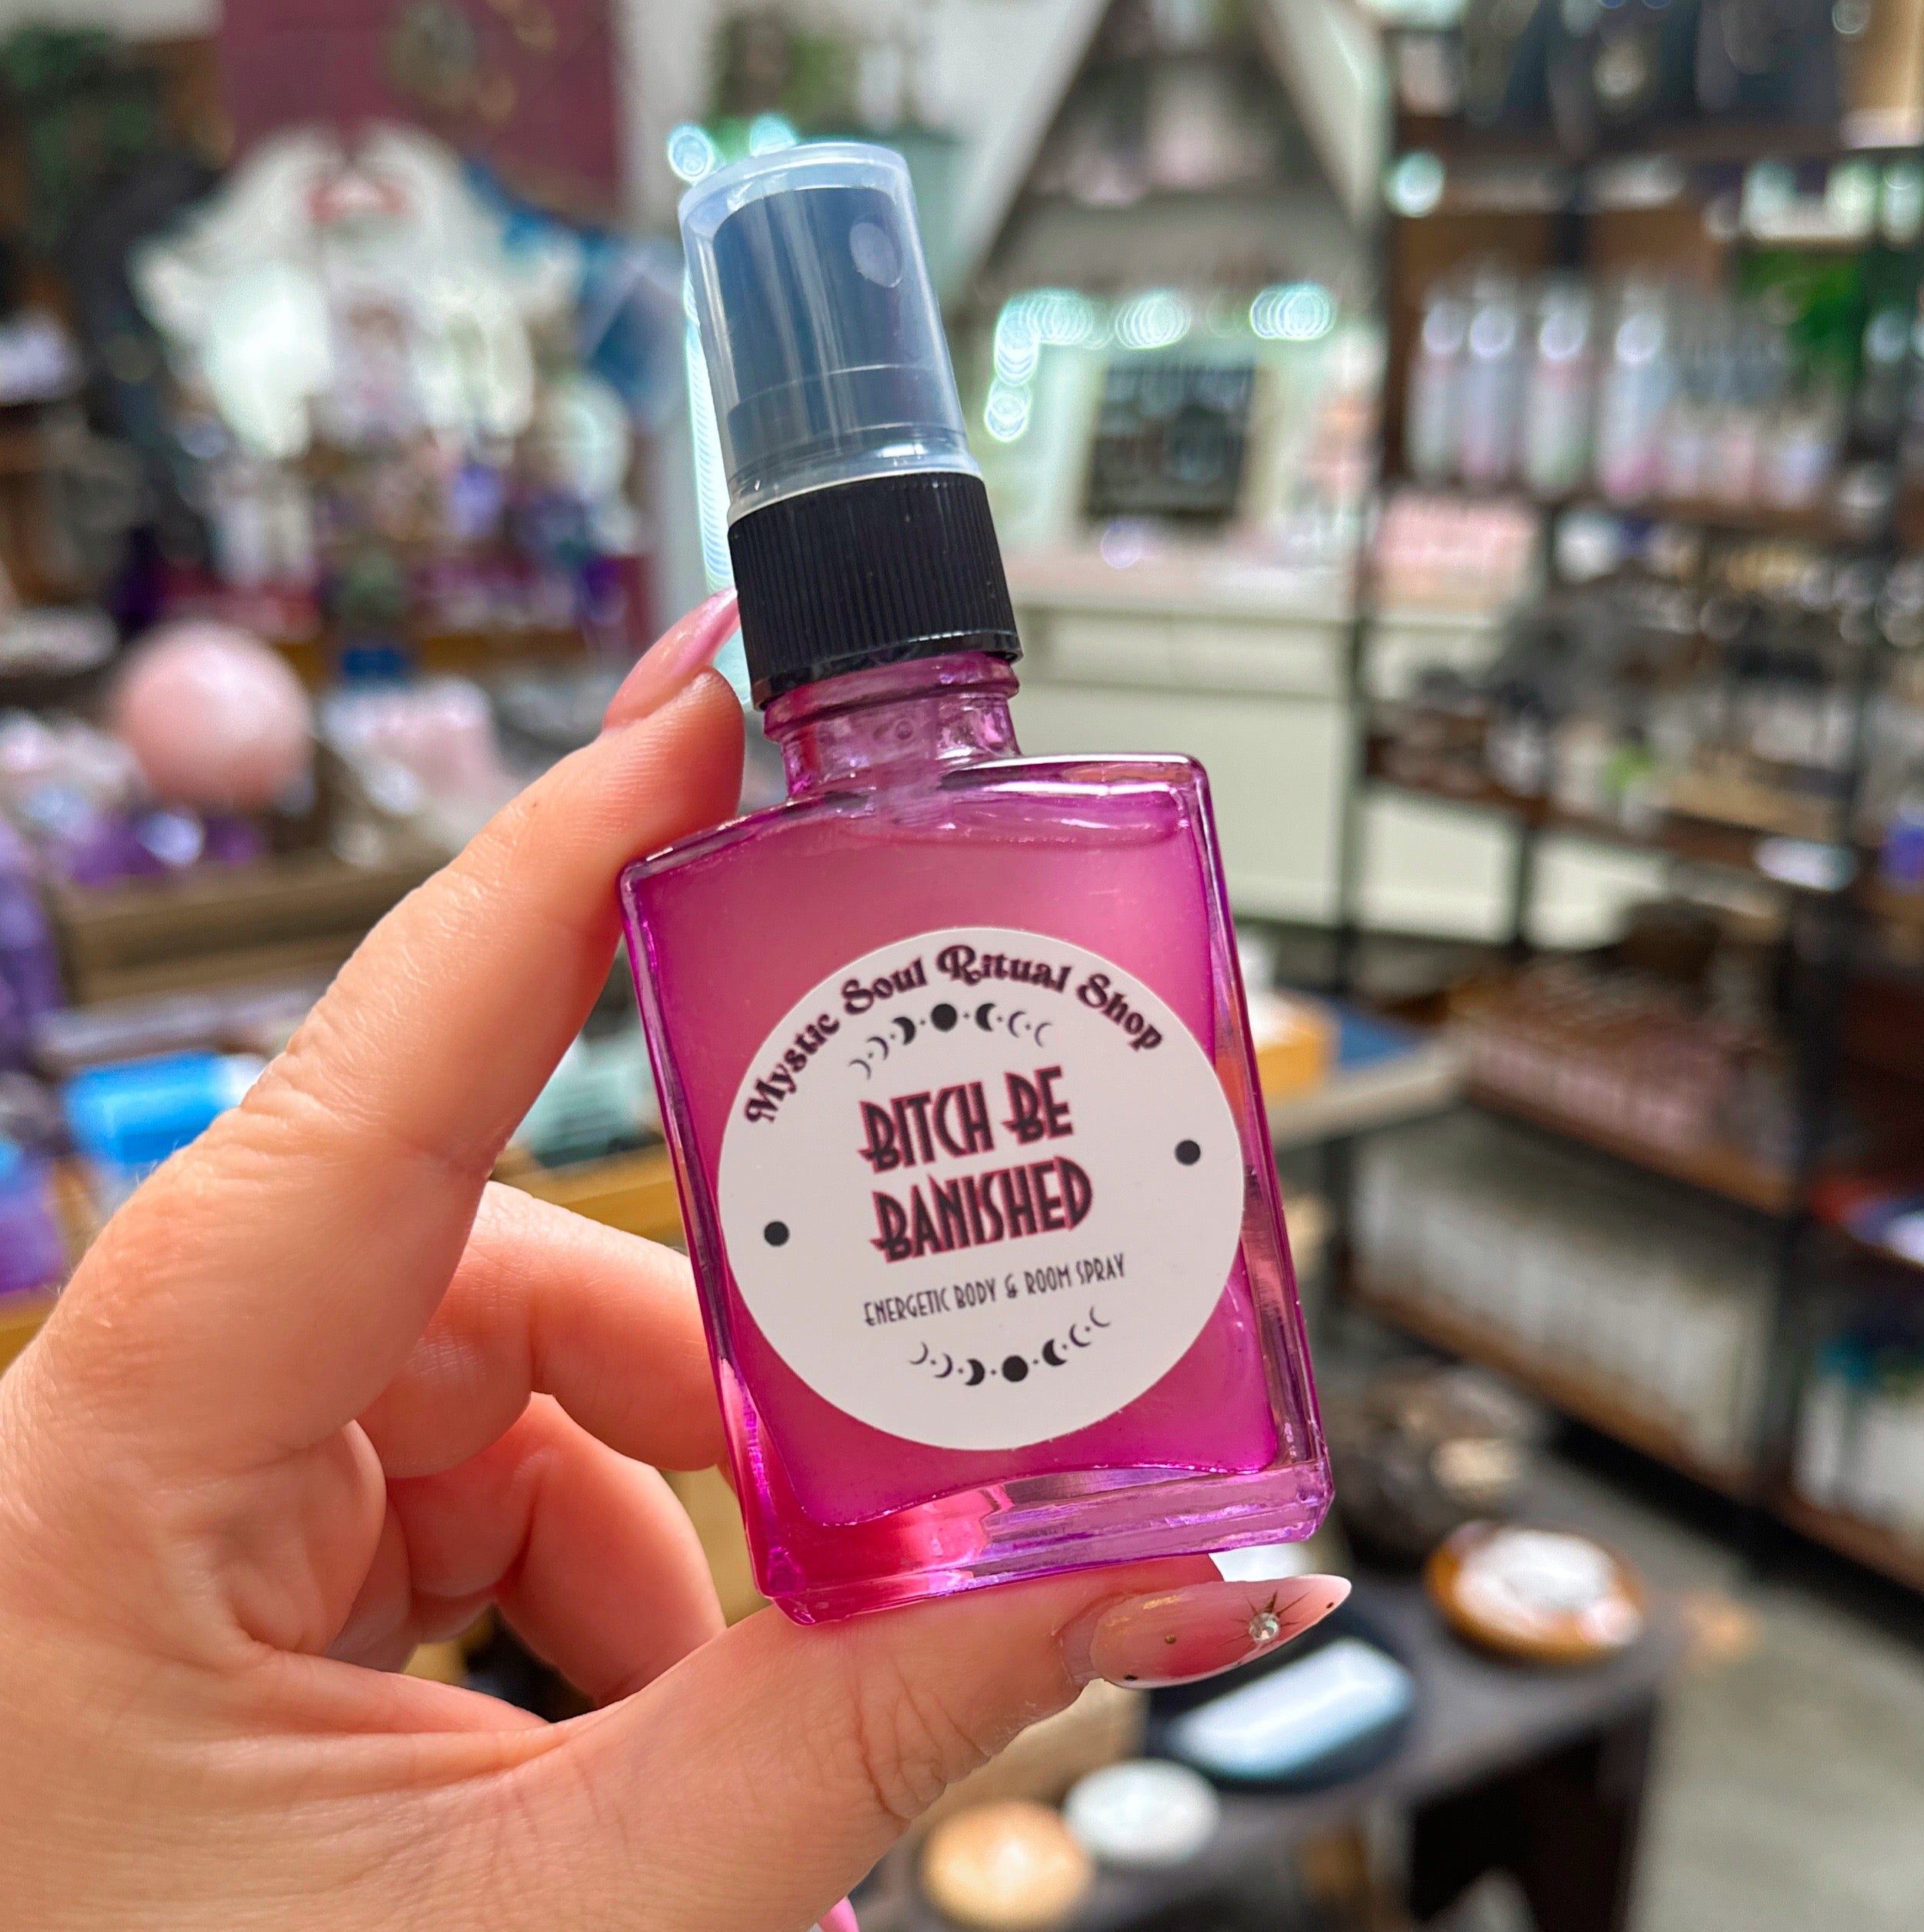 Mystic Soul Ritual Shop
BITCH BE
BANISHED
ENERGETIC BODY & ROOM SPRAY